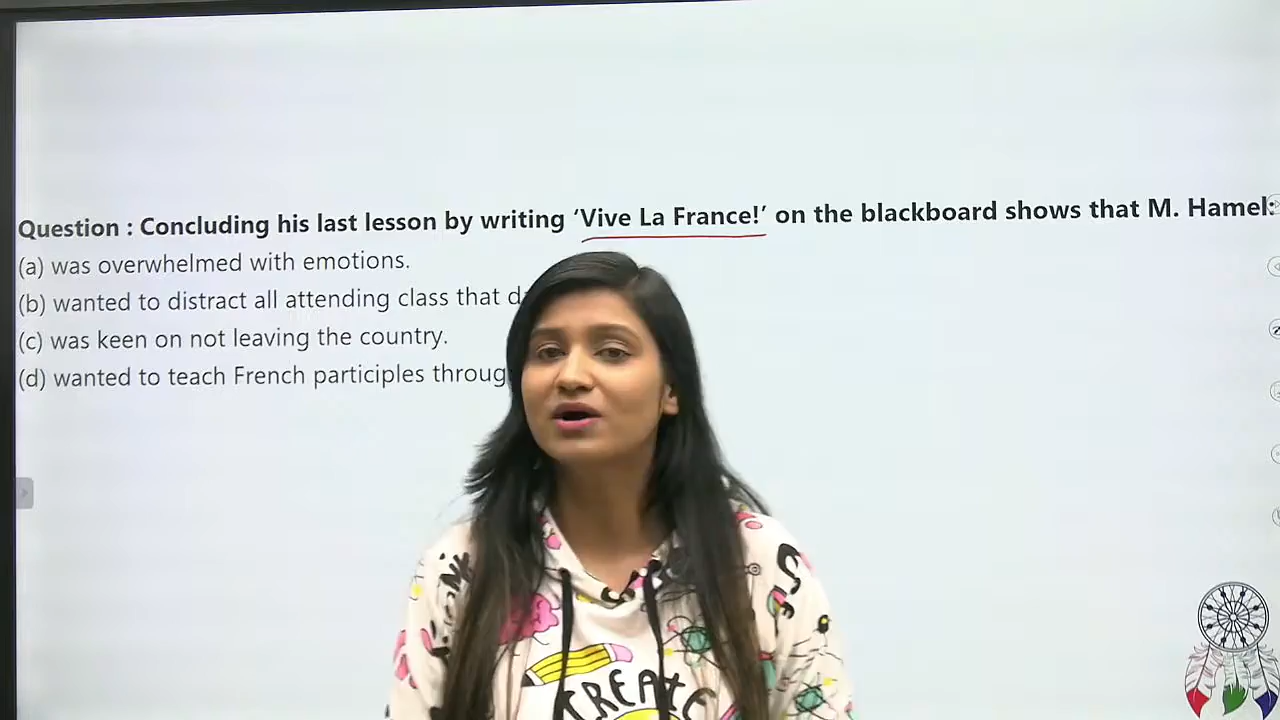 Question : Concluding his last lesson by writing ‘Vive La France!’ on the blackboard shows that M. Hamel:
(a) was overwhelmed with emotions.
(b) wanted to distract all attending class that
(c) was keen on not leaving the country.
(d) wanted to teach French participles
CREATE